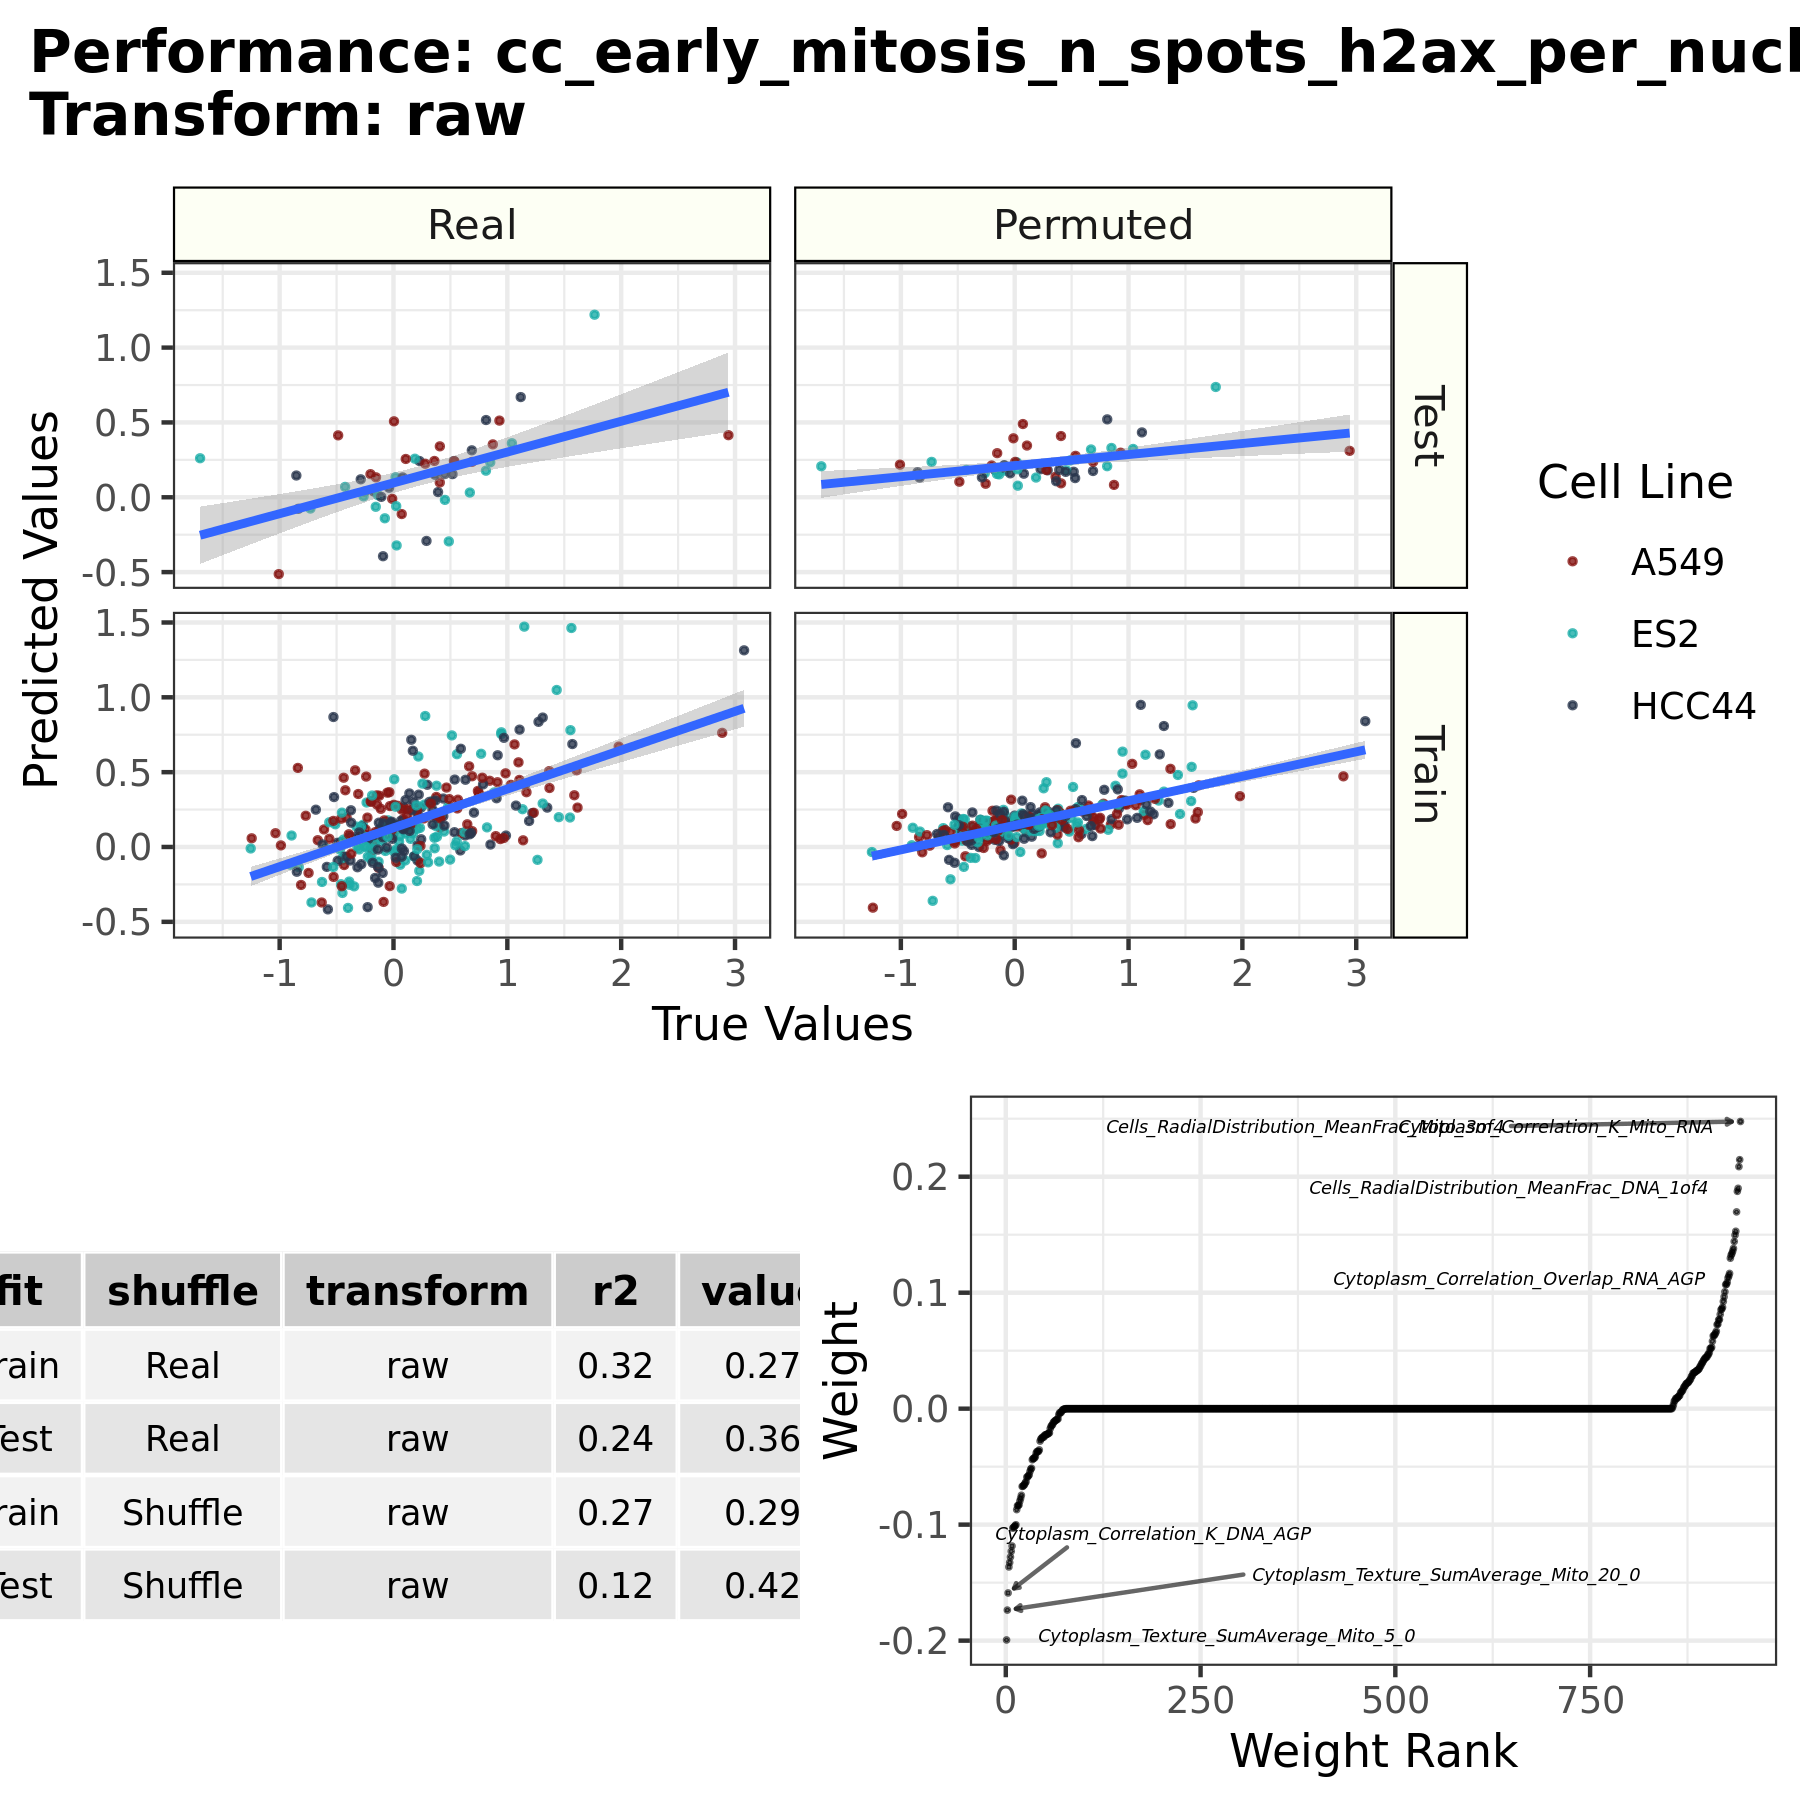 Performance: cc_early_mitosis_n_spots_h2ax_per_nucl
Transform: raw
Real
Permuted
1.5
1.0
0.5
0.0
-0.5
Test
1.5
1.0
0.5
0.0
-0.5
Train
Predicted Values
-1 0 1 2 3
-1 0 1 2 3
True Values
Cell Line
A549
ES2
HCC44
fit shuffle transform r2 value
rain Real raw 0.32 0.27
Test Real raw 0.24 0.36
rain Shuffle raw 0.27 0.29
Test Shuffle raw 0.12 0.42
Weight
0.2
0.1
0.0
-0.1
-0.2
Cells_RadialDistribution_MeanFrac_Mito_3of4
Cytoplasm_Correlation_K_Mito_RNA
Cells_RadialDistribution_MeanFrac_DNA_1of4
Cytoplasm_Correlation_Overlap_RNA_AGP
Cytoplasm_Correlation_K_DNA_AGP
Cytoplasm_Texture_SumAverage_Mito_20_0
Cytoplasm_Texture_SumAverage_Mito_5_0
0 250 500 750
Weight Rank